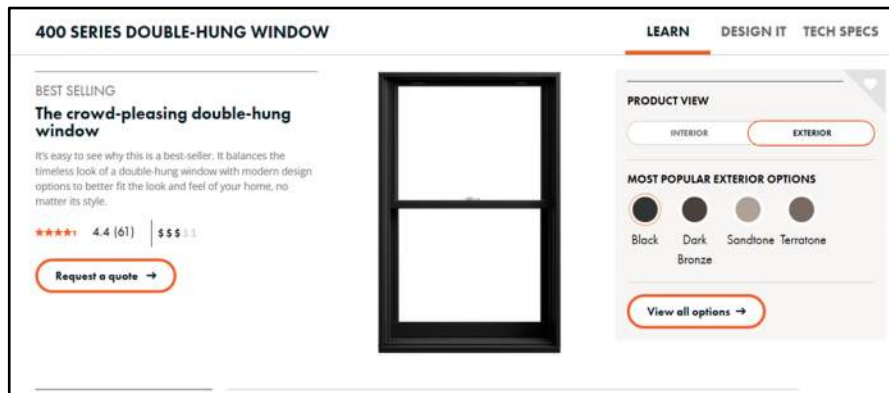 400 SERIES DOUBLE-HUNG WINDOW
LEARN
DESIGN IT
TECH SPECS
BEST SELLING
The crowd-pleasing double-hung
window
It's easy to see why this is a best-seller. It balances the
timeless look of a double-hung window with modern design
options to better fit the look and feel of your home, no
matter its style.
4.4 (61)
$$$$$
Request a quote →
PRODUCT VIEW
INTERIOR
EXTERIOR
MOST POPULAR EXTERIOR OPTIONS
Black
Dark
Bronze
Sandtone
Terratone
View all options →